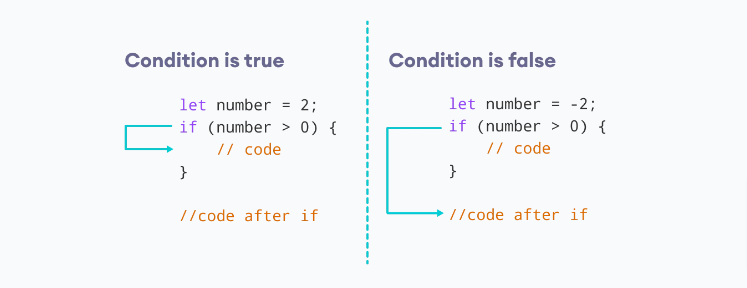 Condition is true
let number = 2;
if (number > 0) {
    // code
}
//code after if
Condition is false
let number = -2;
if (number > 0) {
    // code
}
//code after if